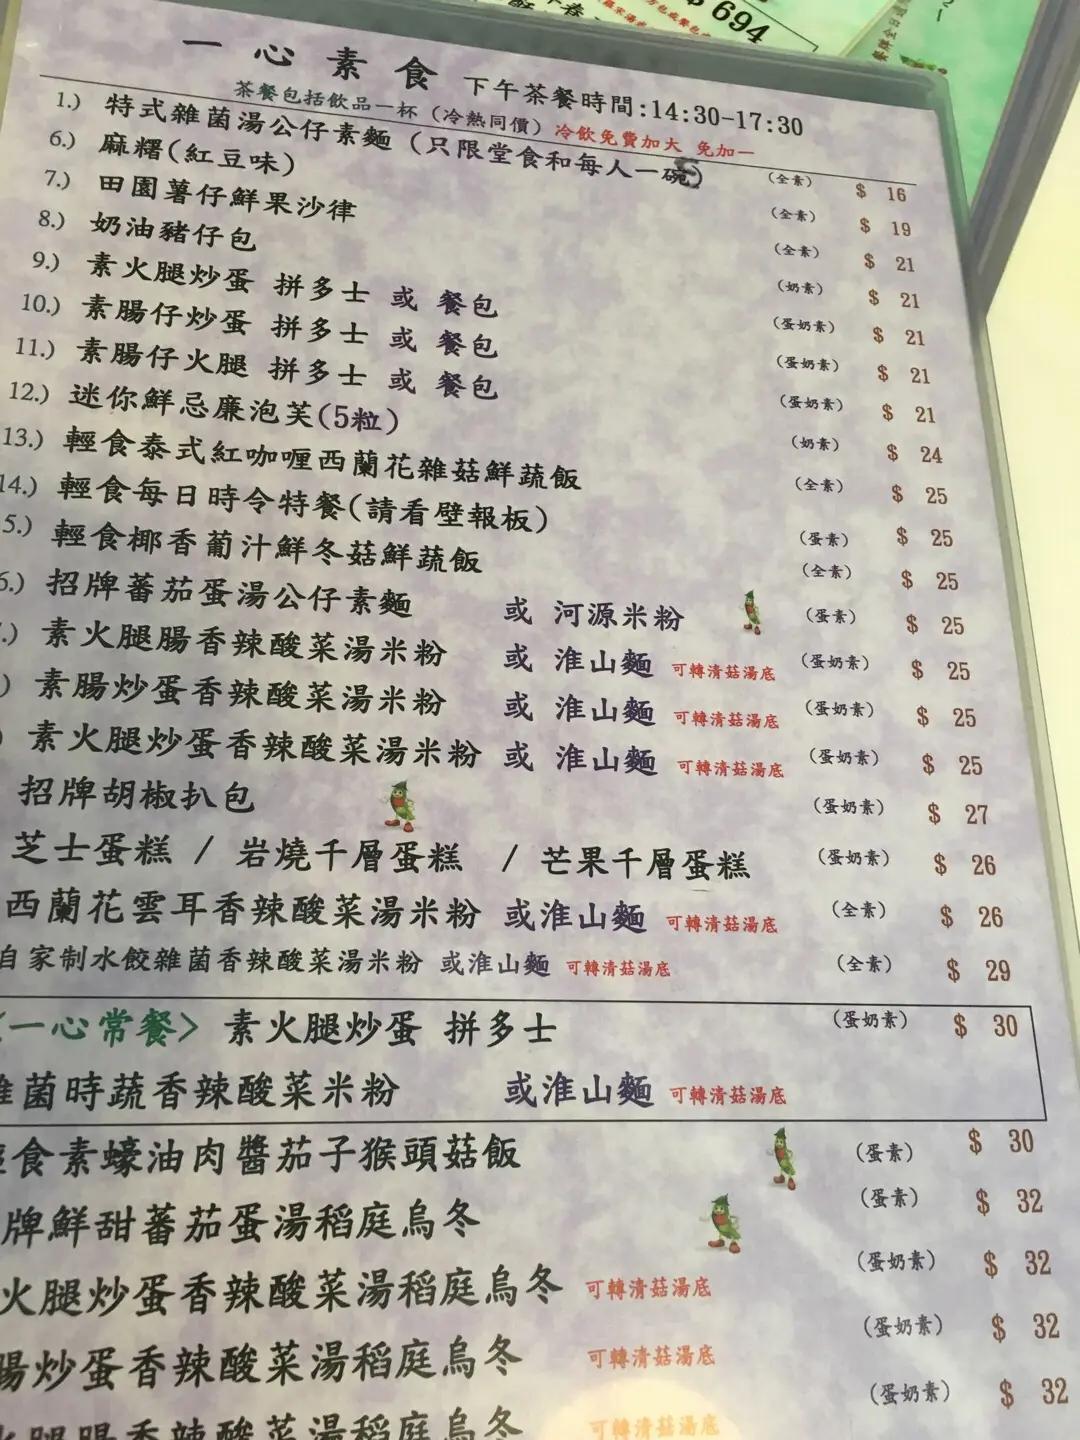 $ 694
一心素食 下午茶餐時間:14:30-17:30
茶餐包括飲品一杯 (冷熱同價) 冷飲免費加大 免加一
1.) 特式雜菌湯公仔素麵 (只限堂食和每人一碗) (全素) $ 16
6.) 麻糬(紅豆味) (全素) $ 19
7.) 田園薯仔鮮果沙律 (全素) $ 21
8.) 奶油豬仔包 (奶素) $ 21
9.) 素火腿炒蛋 拼多士 或 餐包 (蛋奶素) $ 21
10.) 素腸仔炒蛋 拼多士 或 餐包 (蛋奶素) $ 21
11.) 素腸仔火腿 拼多士 或 餐包 (蛋奶素) $ 21
12.) 迷你鮮忌廉泡芙(5粒) (奶素) $ 24
13.) 輕食泰式紅咖喱西蘭花雜菇鮮蔬飯 (全素) $ 25
14.) 輕食每日時令特餐(請看壁報板) (蛋素) $ 25
5.) 輕食椰香葡汁鮮冬菇鮮蔬飯 (全素) $ 25
6.) 招牌蕃茄蛋湯公仔素麵 或 河源米粉 (蛋素) $ 25
.) 素火腿腸香辣酸菜湯米粉 或 淮山麵 可轉清菇湯底 (蛋奶素) $ 25
) 素腸炒蛋香辣酸菜湯米粉 或 淮山麵 可轉清菇湯底 (蛋奶素) $ 25
) 素火腿炒蛋香辣酸菜湯米粉 或 淮山麵 可轉清菇湯底 (蛋奶素) $ 25
招牌胡椒扒包 (蛋奶素) $ 27
芝士蛋糕 / 岩燒千層蛋糕 / 芒果千層蛋糕 (蛋奶素) $ 26
西蘭花雲耳香辣酸菜湯米粉 或淮山麵 可轉清菇湯底 (全素) $ 26
自家制水餃雜菌香辣酸菜湯米粉 或淮山麵 可轉清菇湯底 (全素) $ 29
<一心常餐> 素火腿炒蛋 拼多士 (蛋奶素) $ 30
雜菌時蔬香辣酸菜米粉 或淮山麵 可轉清菇湯底
食素蠔油肉醬茄子猴頭菇飯 (蛋素) $ 30
牌鮮甜蕃茄蛋湯稻庭烏冬 (蛋素) $ 32
火腿炒蛋香辣酸菜湯稻庭烏冬 可轉清菇湯底 (蛋奶素) $ 32
腸炒蛋香辣酸菜湯稻庭烏冬 可轉清菇湯底 (蛋奶素) $ 32
火腿腸香辣酸菜湯稻庭烏冬 可轉清菇湯底 (蛋奶素) $ 32